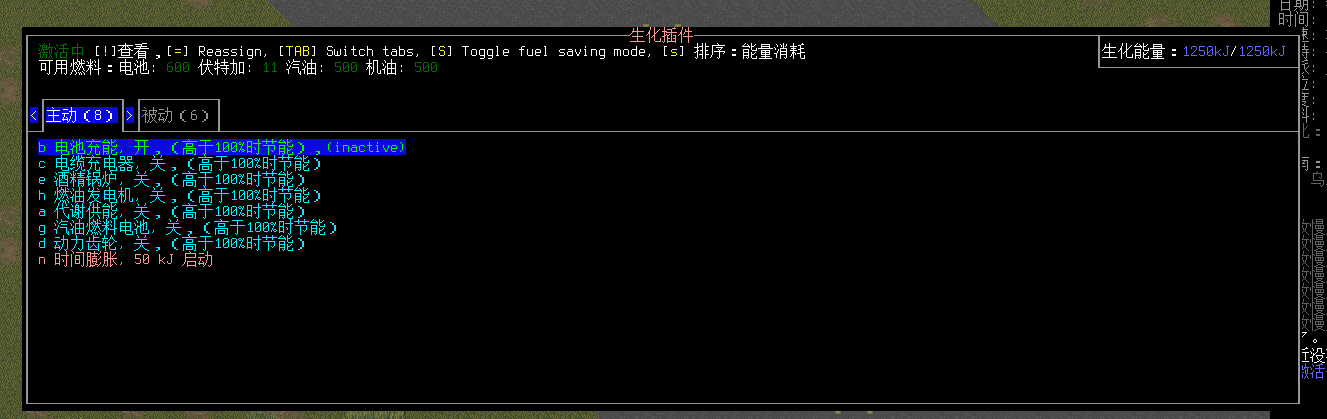 生化插件
激活中 [!]查看，[=] Reassign, [TAB] Switch tabs, [S] Toggle fuel saving mode, [s] 排序：能量消耗
可用燃料：电池: 600 伏特加: 11 汽油: 500 机油: 500
生化能量：1250kJ/1250kJ
< 主动（8） > 被动（6）
b 电池充能, 开，（高于100%时节能），(inactive)
c 电缆充电器, 关，（高于100%时节能）
e 酒精锅炉, 关，（高于100%时节能）
h 燃油发电机, 关，（高于100%时节能）
a 代谢供能, 关，（高于100%时节能）
g 汽油燃料电池, 关，（高于100%时节能）
d 动力齿轮, 关，（高于100%时节能）
n 时间膨胀, 50 kJ 启动
日期:
时间: